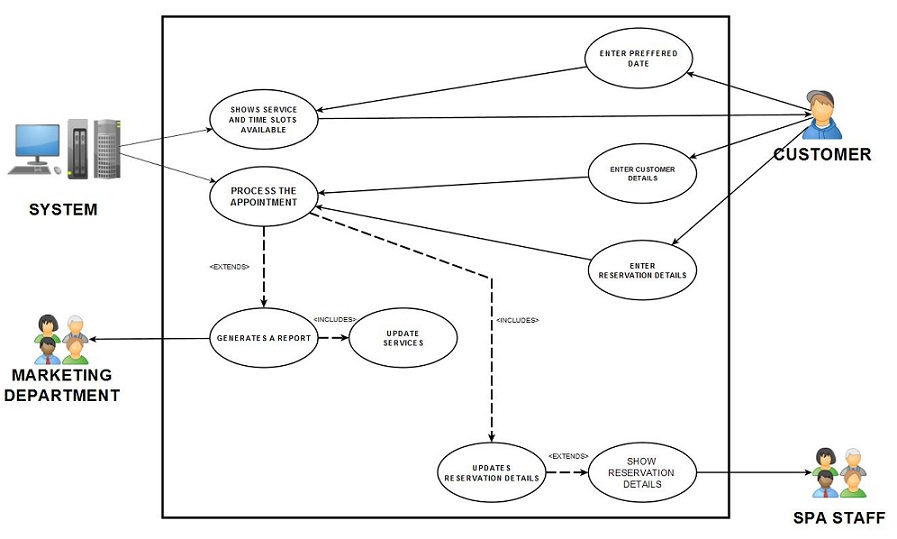 ENTER PREFFERED
DATE
SHOWS SERVICE
AND TIME SLOTS
AVAILABLE
CUSTOMER
ENTER CUSTOMER
DETAILS
PROCESS THE
APPOINTMENT
SYSTEM
ENTER
RESERVATION DETAILS
<EXTENDS>
<INCLUDES>
<INCLUDES>
GENERATES A REPORT
UPDATE
SERVICES
MARKETING
DEPARTMENT
<EXTENDS>
UPDATES
RESERVATION DETAILS
SHOW
RESERVATION
DETAILS
SPA STAFF